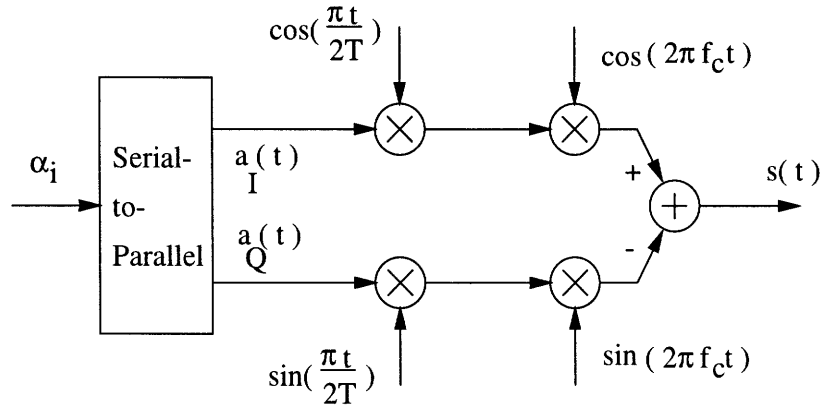 cos(πt/2T)
cos(2πf_ct)
α_i
Serial-
to-
Parallel
a_I(t)
a_Q(t)
+
-
+
s(t)
sin(πt/2T)
sin(2πf_ct)